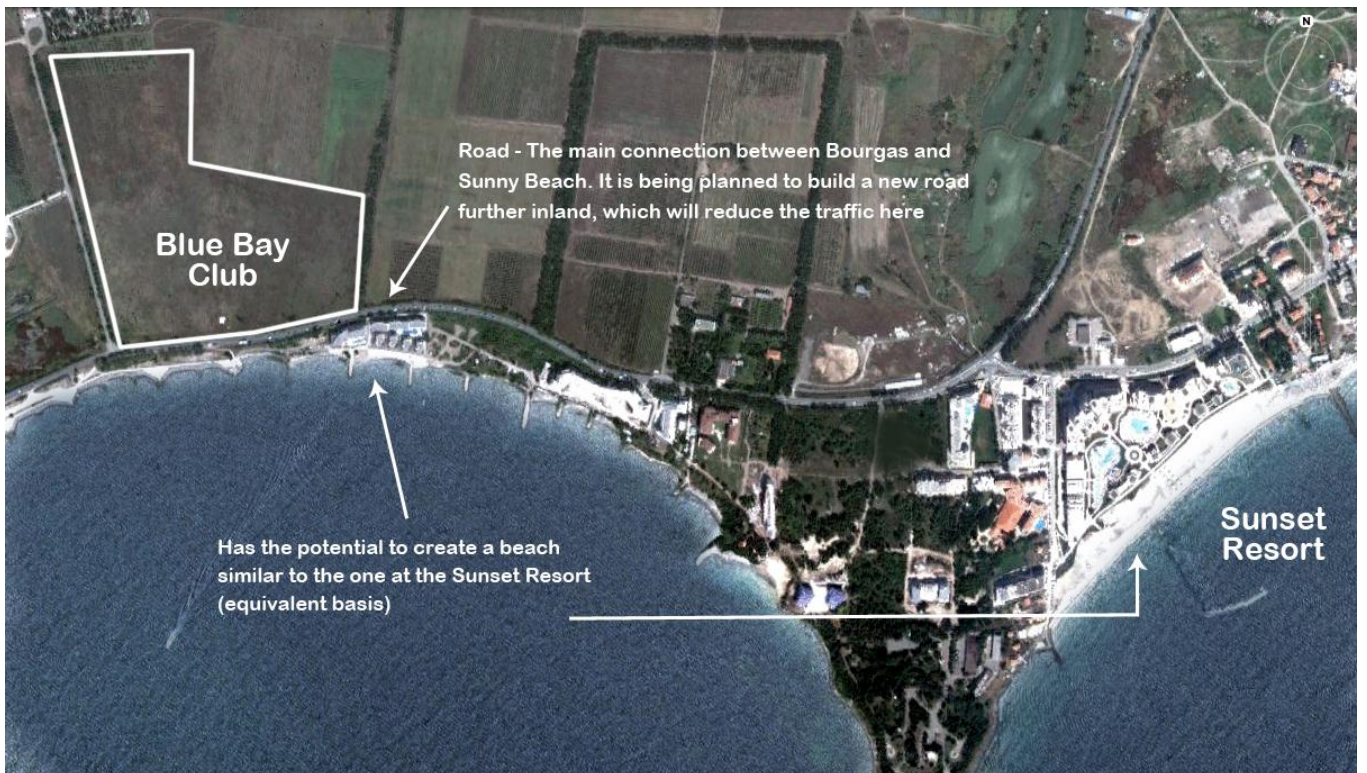 N
Road - The main connection between Bourgas and
Sunny Beach. It is being planned to build a new road
further inland, which will reduce the traffic here
Blue Bay
Club
Has the potential to create a beach
similar to the one at the Sunset Resort
(equivalent basis)
Sunset
Resort